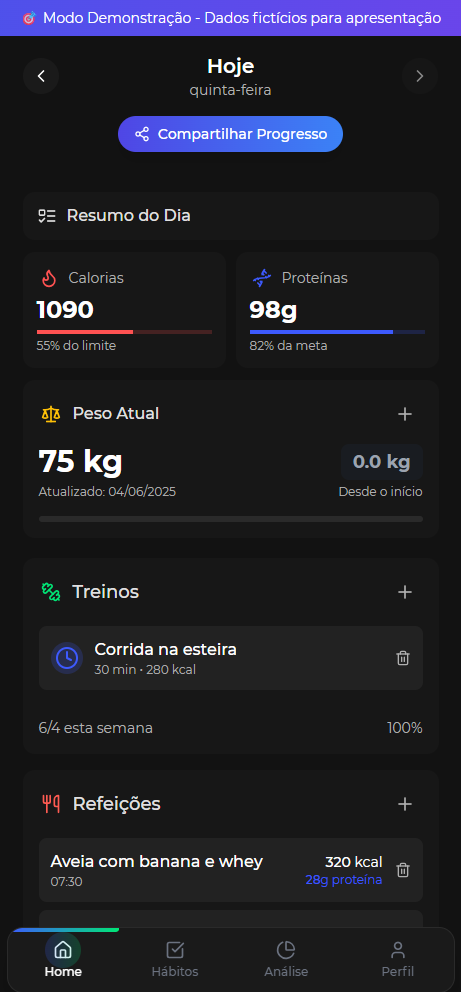 🎯 Modo Demonstração - Dados fictícios para apresentação
Hoje
quinta-feira
Compartilhar Progresso
Resumo do Dia
Calorias
1090
55% do limite
Proteínas
98g
82% da meta
Peso Atual
75 kg
0.0 kg
Atualizado: 04/06/2025
Desde o início
Treinos
Corrida na esteira
30 min • 280 kcal
6/4 esta semana
100%
Refeições
Aveia com banana e whey
320 kcal
07:30
28g proteína
Home
Hábitos
Análise
Perfil